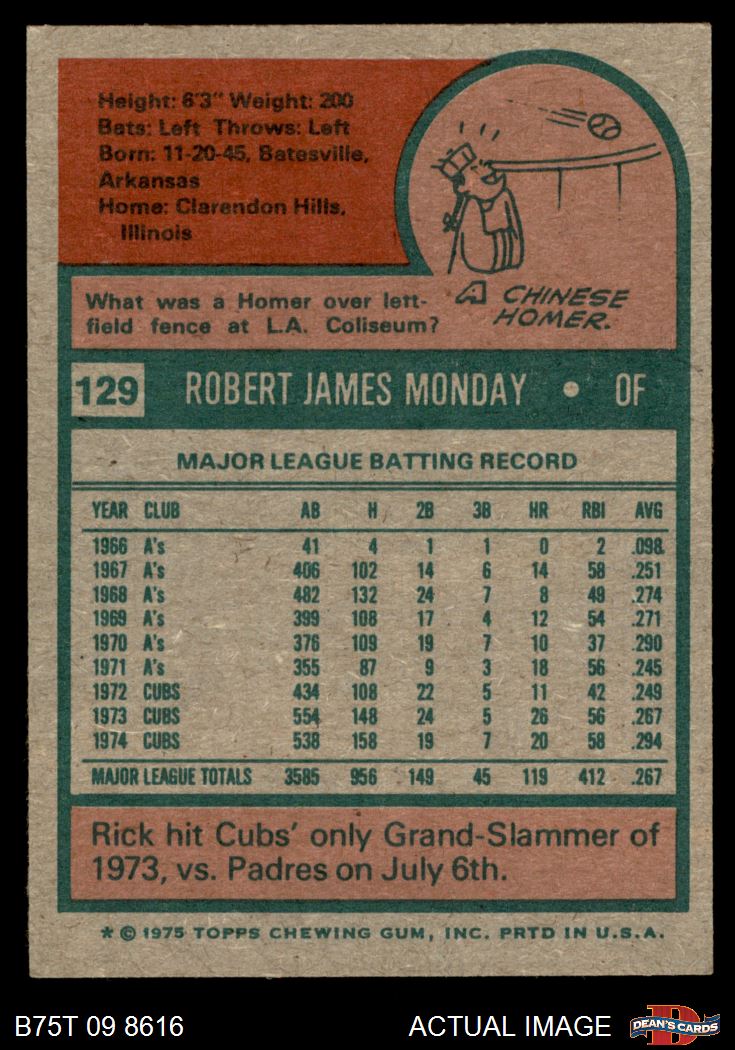 Height: 6'3" Weight: 200
Bats: Left Throws: Left
Born: 11-20-45, Batesville,
Arkansas
Home: Clarendon Hills,
Illinois
What was a Homer over left-
field fence at L.A. Coliseum?
A CHINESE
HOMER.
129 ROBERT JAMES MONDAY • OF
MAJOR LEAGUE BATTING RECORD
YEAR CLUB AB H 2B 3B HR RBI AVG
1966 A's 41 4 1 1 0 2 .098
1967 A's 406 102 14 6 14 58 .251
1968 A's 482 132 24 7 8 49 .274
1969 A's 399 108 17 4 12 54 .271
1970 A's 376 109 19 7 10 37 .290
1971 A's 355 87 9 3 18 56 .245
1972 CUBS 434 108 22 5 11 42 .249
1973 CUBS 554 148 24 5 26 56 .267
1974 CUBS 538 158 19 7 20 58 .294
MAJOR LEAGUE TOTALS 3585 956 149 45 119 412 .267
Rick hit Cubs' only Grand-Slammer of
1973, vs. Padres on July 6th.
* © 1975 TOPPS CHEWING GUM, INC. PRTD IN U.S.A.
B75T 09 8616 ACTUAL IMAGE DEAN'S CARDS